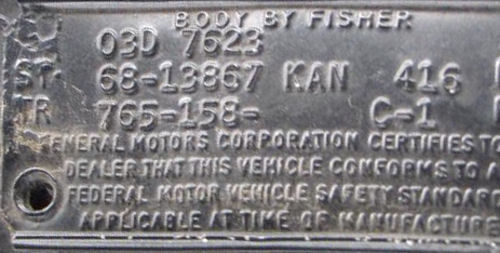 BODY BY FISHER
03D 7623
ST. 68-13867 KAN 416
TR 765-158- C-1
GENERAL MOTORS CORPORATION CERTIFIES TO
DEALER THAT THIS VEHICLE CONFORMS TO A
FEDERAL MOTOR VEHICLE SAFETY STANDARD
APPLICABLE AT TIME OF MANUFACTURE